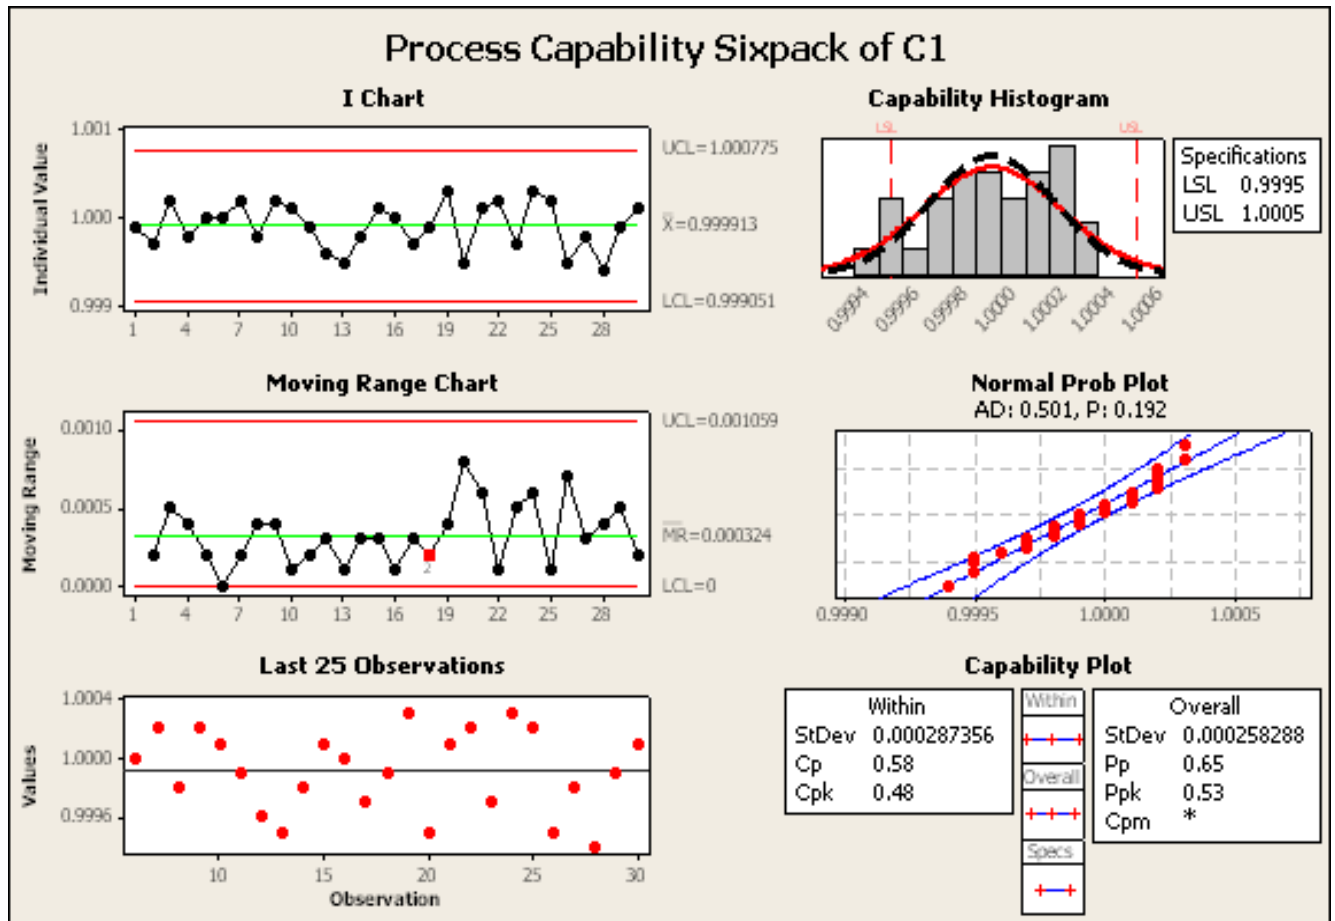 Process Capability Sixpack of C1
I Chart
Individual Value
1.001
1.000
0.999
1 4 7 10 13 16 19 22 25 28
UCL=1.000775
X=0.999913
LCL=0.999051
Capability Histogram
LSL USL
0.9994 0.9996 0.9998 1.0000 1.0002 1.0004 1.0006
Specifications
LSL 0.9995
USL 1.0005
Moving Range Chart
Moving Range
0.0010
0.0005
0.0000
2
1 4 7 10 13 16 19 22 25 28
UCL=0.001059
MR=0.000324
LCL=0
Normal Prob Plot
AD: 0.501, P: 0.192
0.9990 0.9995 1.0000 1.0005
Last 25 Observations
Values
1.0004
1.0000
0.9996
10 15 20 25 30
Observation
Capability Plot
Within
StDev 0.000287356
Cp 0.58
Cpk 0.48
Within
Overall
Specs
Overall
StDev 0.000258288
Pp 0.65
Ppk 0.53
Cpm *